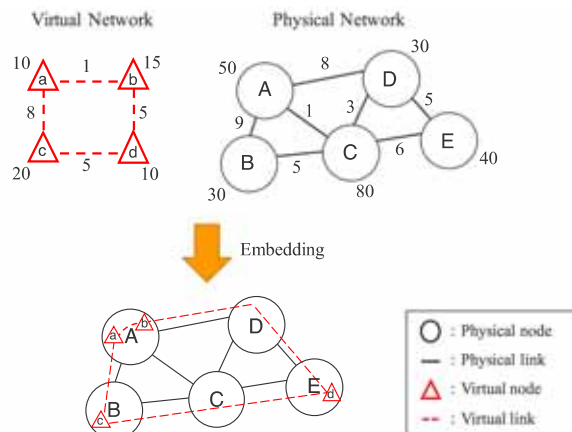 Virtual Network
Physical Network
10 a 1 b 15
8 5
20 c 5 d 10
50 A 8 D 30
9 1 3 5
B 5 C 6 E
30 80 40
Embedding
a b A D
B c C E d
: Physical node
: Physical link
: Virtual node
: Virtual link